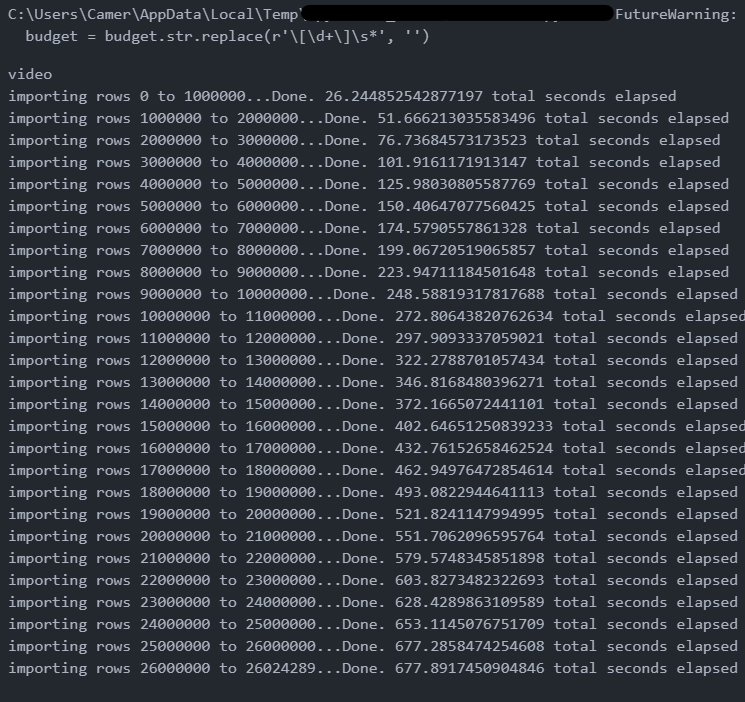 C:\Users\Camer\AppData\Local\Temp\ FutureWarning:
budget = budget.str.replace(r'\[\d+\]\s*', '')
video
importing rows 0 to 1000000...Done. 26.244852542877197 total seconds elapsed
importing rows 1000000 to 2000000...Done. 51.666213035583496 total seconds elapsed
importing rows 2000000 to 3000000...Done. 76.73684573173523 total seconds elapsed
importing rows 3000000 to 4000000...Done. 101.9161171913147 total seconds elapsed
importing rows 4000000 to 5000000...Done. 125.98030805587769 total seconds elapsed
importing rows 5000000 to 6000000...Done. 150.40647077560425 total seconds elapsed
importing rows 6000000 to 7000000...Done. 174.5790557861328 total seconds elapsed
importing rows 7000000 to 8000000...Done. 199.06720519065857 total seconds elapsed
importing rows 8000000 to 9000000...Done. 223.94711184501648 total seconds elapsed
importing rows 9000000 to 10000000...Done. 248.58819317817688 total seconds elapsed
importing rows 10000000 to 11000000...Done. 272.80643820762634 total seconds elapsed
importing rows 11000000 to 12000000...Done. 297.9093337059021 total seconds elapsed
importing rows 12000000 to 13000000...Done. 322.2788701057434 total seconds elapsed
importing rows 13000000 to 14000000...Done. 346.8168480396271 total seconds elapsed
importing rows 14000000 to 15000000...Done. 372.1665072441101 total seconds elapsed
importing rows 15000000 to 16000000...Done. 402.64651250839233 total seconds elapsed
importing rows 16000000 to 17000000...Done. 432.76152658462524 total seconds elapsed
importing rows 17000000 to 18000000...Done. 462.94976472854614 total seconds elapsed
importing rows 18000000 to 19000000...Done. 493.0822944641113 total seconds elapsed
importing rows 19000000 to 20000000...Done. 521.8241147994995 total seconds elapsed
importing rows 20000000 to 21000000...Done. 551.7062096595764 total seconds elapsed
importing rows 21000000 to 22000000...Done. 579.5748345851898 total seconds elapsed
importing rows 22000000 to 23000000...Done. 603.8273482322693 total seconds elapsed
importing rows 23000000 to 24000000...Done. 628.4289863109589 total seconds elapsed
importing rows 24000000 to 25000000...Done. 653.1145076751709 total seconds elapsed
importing rows 25000000 to 26000000...Done. 677.2858474254608 total seconds elapsed
importing rows 26000000 to 26024289...Done. 677.8917450904846 total seconds elapsed